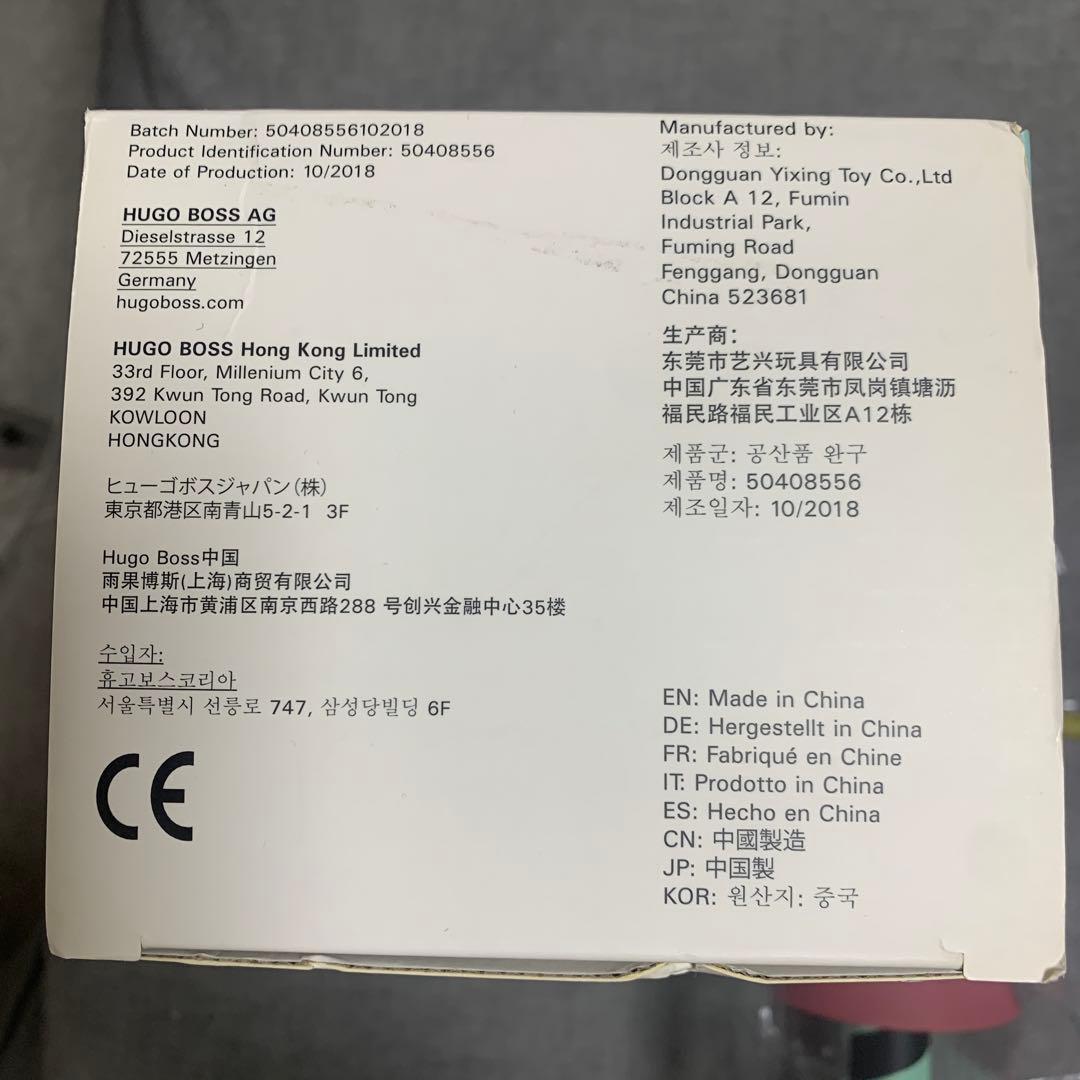 Batch Number: 50408556102018
Product Identification Number: 50408556
Date of Production: 10/2018
HUGO BOSS AG
Dieselstrasse 12
72555 Metzingen
Germany
hugoboss.com
HUGO BOSS Hong Kong Limited
33rd Floor, Millenium City 6,
392 Kwun Tong Road, Kwun Tong
KOWLOON
HONGKONG
ヒューゴボスジャパン(株)
東京都港区南青山5-2-1 3F
Hugo Boss中国
雨果博斯(上海)商贸有限公司
中国上海市黄浦区南京西路288 号创兴金融中心35楼
수입자:
휴고보스코리아
서울특별시 선릉로 747, 삼성당빌딩 6F
CE
Manufactured by:
제조사 정보:
Dongguan Yixing Toy Co.,Ltd
Block A 12, Fumin
Industrial Park,
Fuming Road
Fenggang, Dongguan
China 523681
生产商:
东莞市艺兴玩具有限公司
中国广东省东莞市凤岗镇塘沥
福民路福民工业区A12栋
제품군: 공산품 완구
제품명: 50408556
제조일자: 10/2018
EN: Made in China
DE: Hergestellt in China
FR: Fabriqué en Chine
IT: Prodotto in China
ES: Hecho en China
CN: 中國製造
JP: 中国製
KOR: 원산지: 중국